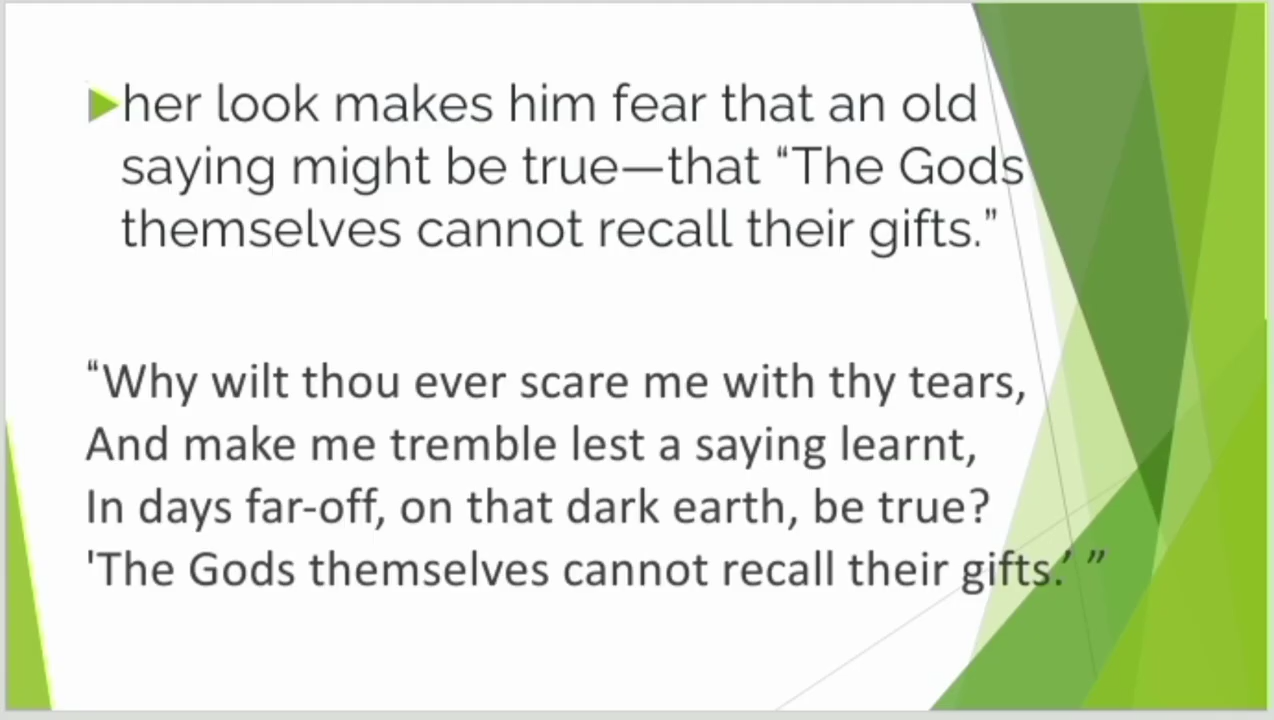 her look makes him fear that an old
saying might be true—that “The Gods
themselves cannot recall their gifts.”
“Why wilt thou ever scare me with thy tears,
And make me tremble lest a saying learnt,
In days far-off, on that dark earth, be true?
'The Gods themselves cannot recall their gifts.’ ”